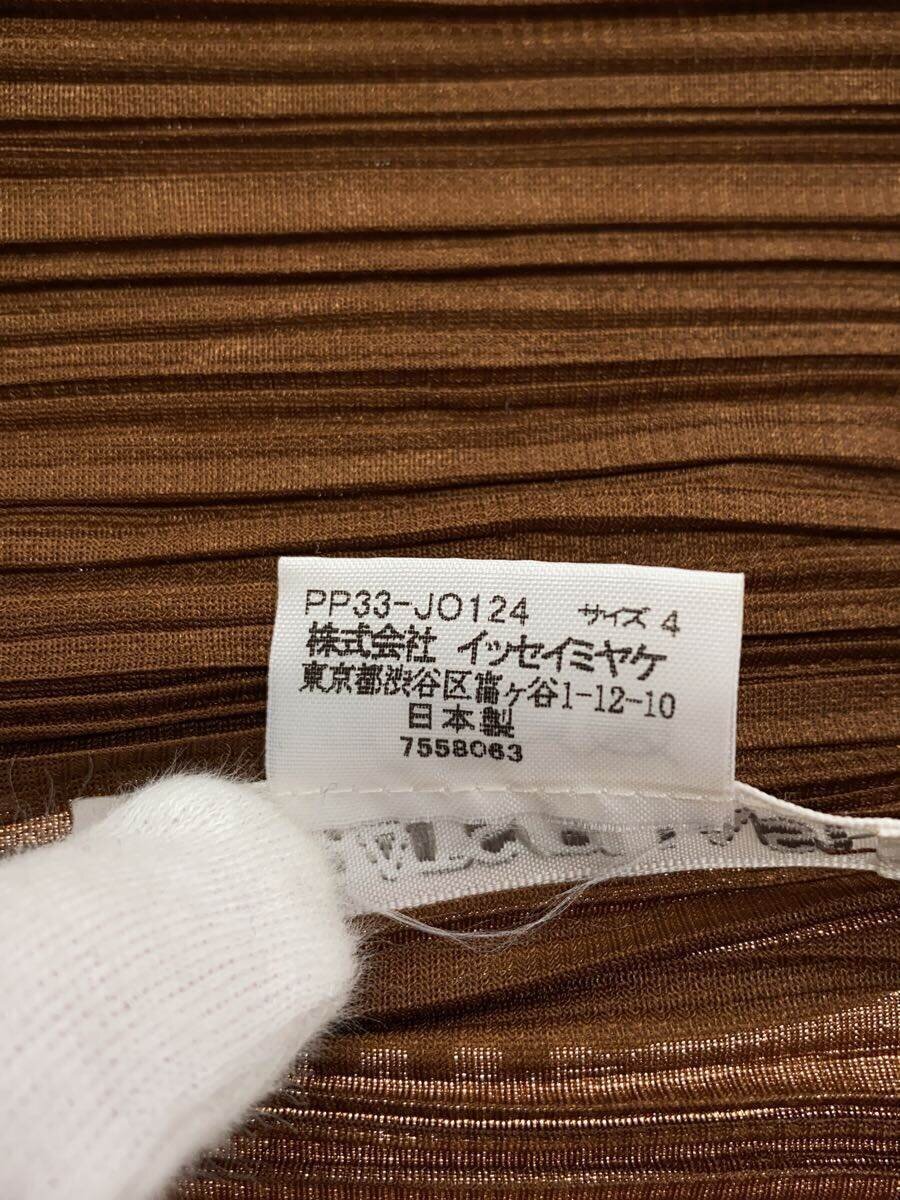 PP33-JO124 サイズ 4
株式会社 イッセイミヤケ
東京都渋谷区富ヶ谷1-12-10
日本製
7558063